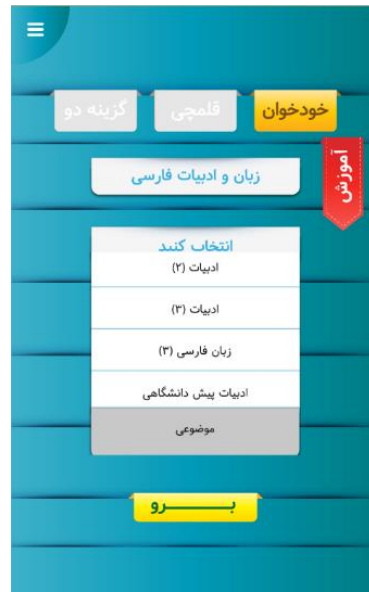 خودخوان
قلمچی
گزینه دو
آموزش
زبان و ادبیات فارسی
انتخاب کنید
ادبیات (۲)
ادبیات (۳)
زبان فارسی (۳)
ادبیات پیش دانشگاهی
موضوعی
بـــــــرو